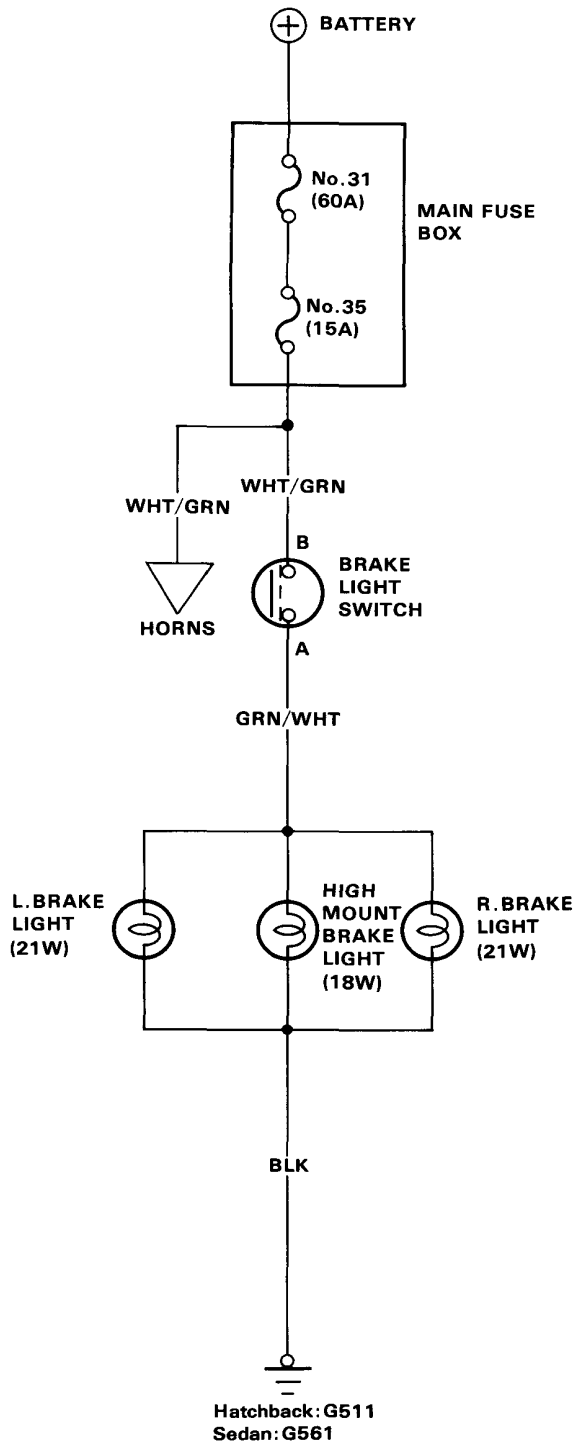 BATTERY
No.31
(60A)
MAIN FUSE
BOX
No.35
(15A)
WHT/GRN
WHT/GRN
B
BRAKE
LIGHT
SWITCH
HORNS
A
GRN/WHT
L.BRAKE
LIGHT
(21W)
HIGH
MOUNT
BRAKE
LIGHT
(18W)
R.BRAKE
LIGHT
(21W)
BLK
Hatchback:G511
Sedan:G561